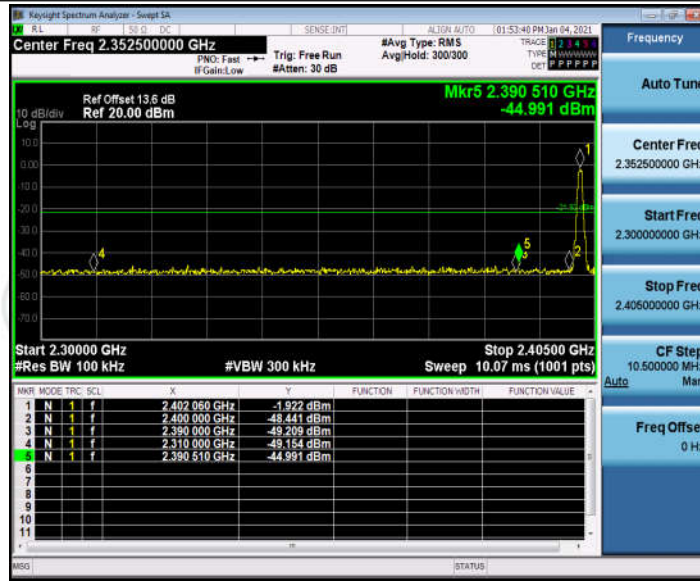 Keysight Spectrum Analyzer - Swept SA
RL RF 50 Ω DC SENSE:INT ALIGN AUTO 01:53:40 PM Jan 04, 2021
Center Freq 2.352500000 GHz
PNO: Fast
IFGain:Low
Trig: Free Run
#Atten: 30 dB
#Avg Type: RMS
Avg|Hold: 300/300
TRACE 1 2 3 4 5 6
TYPE M WWWWW
DET P P P P P P
Frequency
Auto Tune
Center Freq
2.352500000 GHz
Start Freq
2.300000000 GHz
Stop Freq
2.405000000 GHz
CF Step
10.500000 MHz
Auto Man
Freq Offset
0 Hz
Mkr5 2.390 510 GHz
-44.991 dBm
Ref Offset 13.6 dB
10 dB/div Ref 20.00 dBm
Log
10.0
0.00
-10.0
-20.0
-30.0
-40.0
-50.0
-60.0
-70.0
1
2
4
5
Start 2.30000 GHz Stop 2.40500 GHz
#Res BW 100 kHz #VBW 300 kHz Sweep 10.07 ms (1001 pts)
MKR MODE TRC SCL X Y FUNCTION FUNCTION WIDTH FUNCTION VALUE
1 N 1 f 2.402 060 GHz -1.922 dBm
2 N 1 f 2.400 000 GHz -48.441 dBm
3 N 1 f 2.390 000 GHz -49.209 dBm
4 N 1 f 2.310 000 GHz -49.154 dBm
5 N 1 f 2.390 510 GHz -44.991 dBm
6
7
8
9
10
11
MSG STATUS